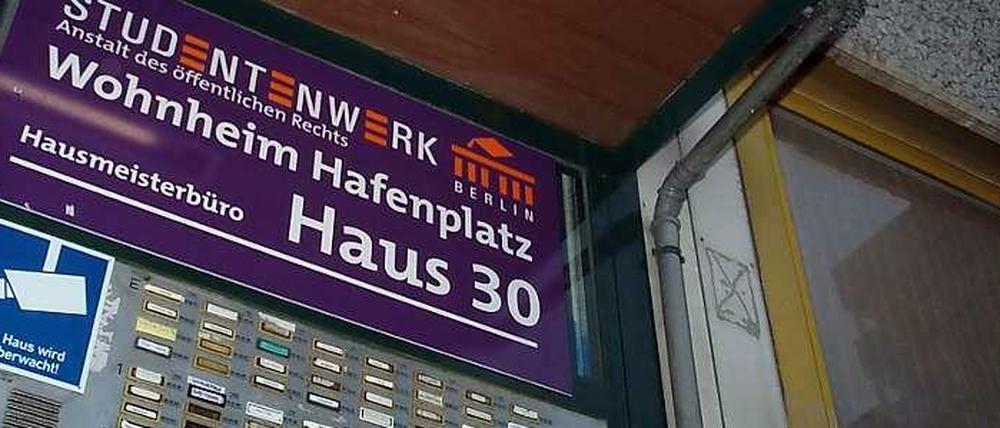 STUDENTENWERK
Anstalt des öffentlichen Rechts
BERLIN
Wohnheim Hafenplatz
Hausmeisterbüro
Haus 30
Haus wird
berwacht!